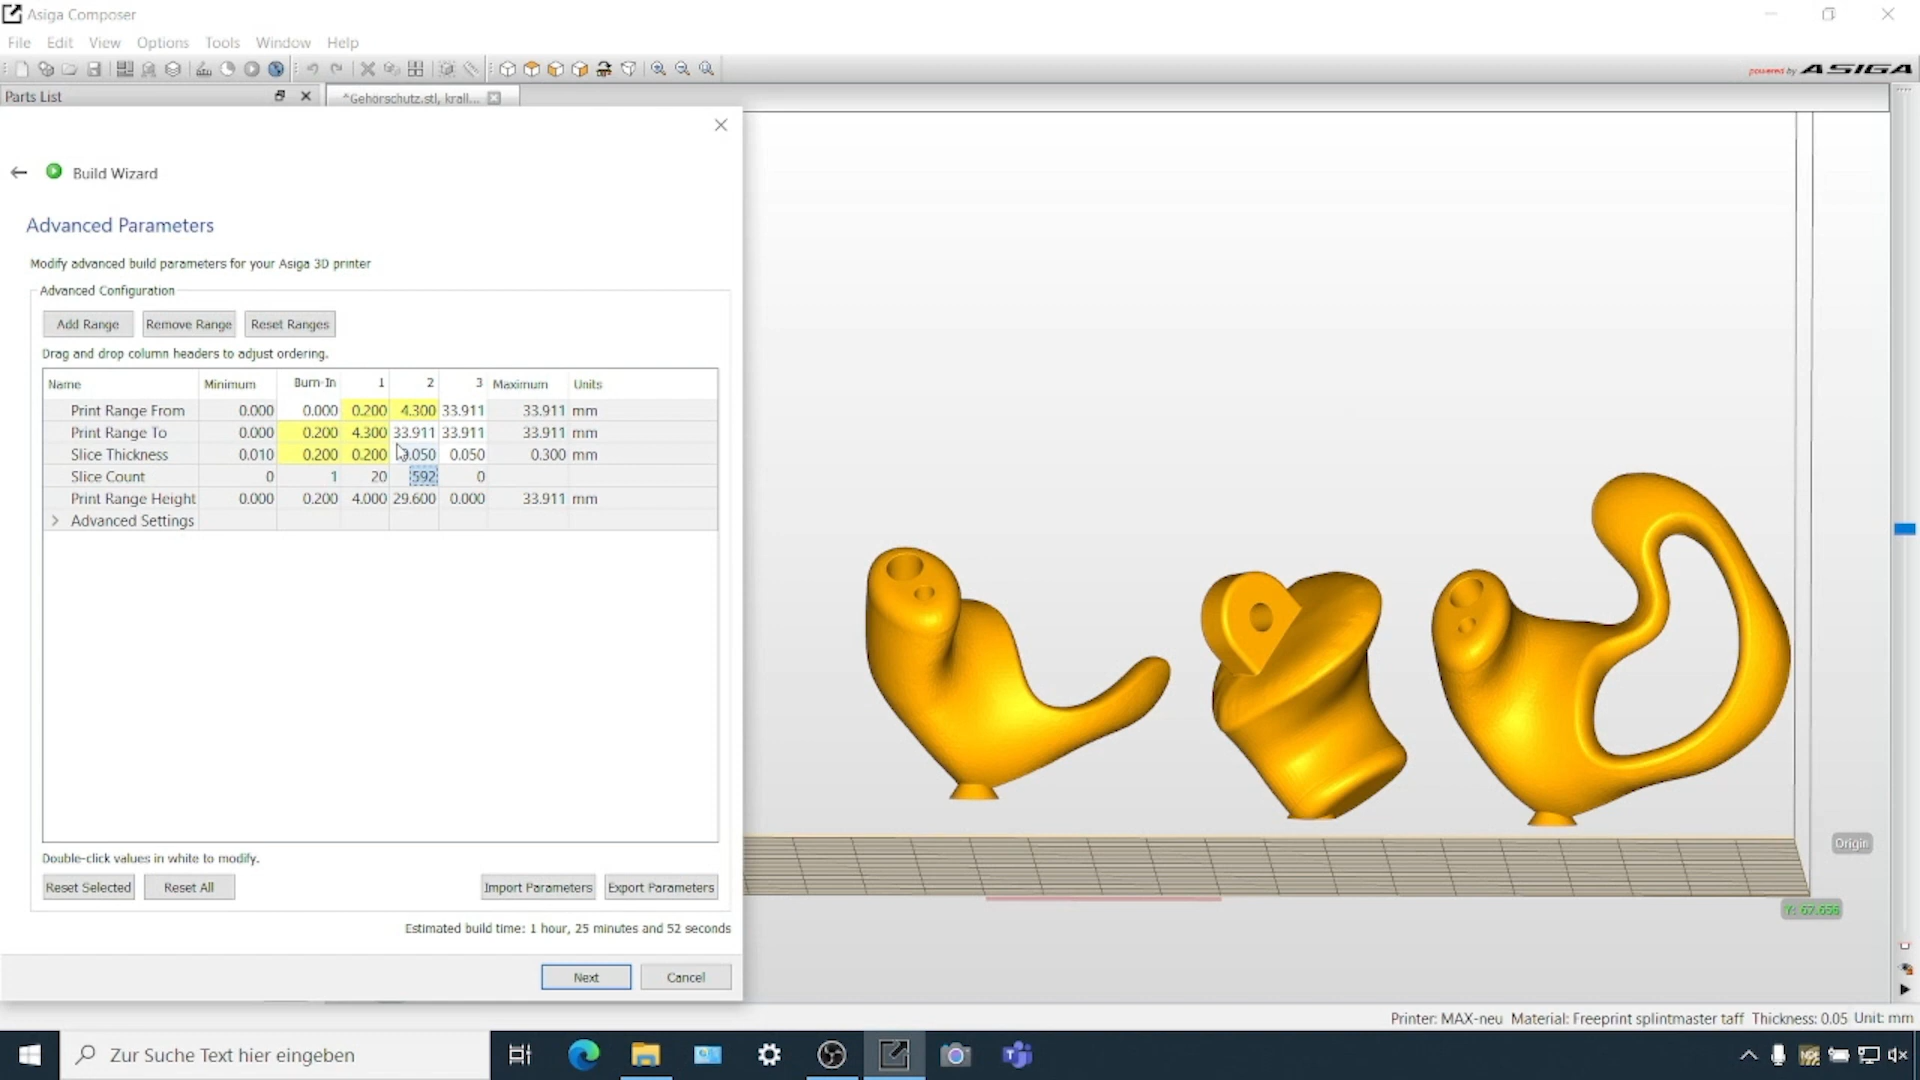 Asiga Composer
File Edit View Options Tools Window Help
powered by ASIGA
Parts List
*Gehörschutz.stl, krall...
Build Wizard
Advanced Parameters
Modify advanced build parameters for your Asiga 3D printer
Advanced Configuration
Add Range Remove Range Reset Ranges
Drag and drop column headers to adjust ordering.
Name Minimum Burn-In 1 2 3 Maximum Units
Print Range From 0.000 0.000 0.200 4.300 33.911 33.911 mm
Print Range To 0.000 0.200 4.300 33.911 33.911 33.911 mm
Slice Thickness 0.010 0.200 0.200 0.050 0.050 0.300 mm
Slice Count 0 1 20 592 0
Print Range Height 0.000 0.200 4.000 29.600 0.000 33.911 mm
Advanced Settings
Double-click values in white to modify.
Reset Selected Reset All Import Parameters Export Parameters
Estimated build time: 1 hour, 25 minutes and 52 seconds
Next Cancel
Origin
Y: 67.656
Printer: MAX-neu Material: Freeprint splintmaster taff Thickness: 0.05 Unit: mm
Zur Suche Text hier eingeben